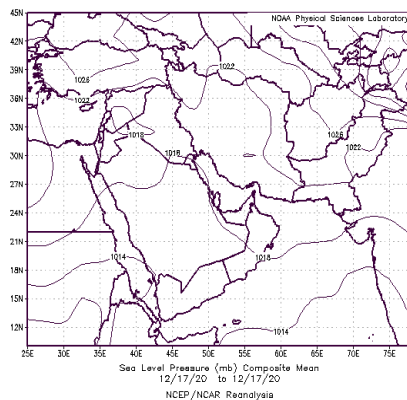 NOAA Physical Sciences Laboratory
45N
42N
39N
36N
33N
30N
27N
24N
21N
18N
15N
12N
1026
1022
1022
1018
1018
1026
1022
1018
1014
1014
25E 30E 35E 40E 45E 50E 55E 60E 65E 70E 75E
Sea Level Pressure (mb) Composite Mean
12/17/20 to 12/17/20
NCEP/NCAR Reanalysis